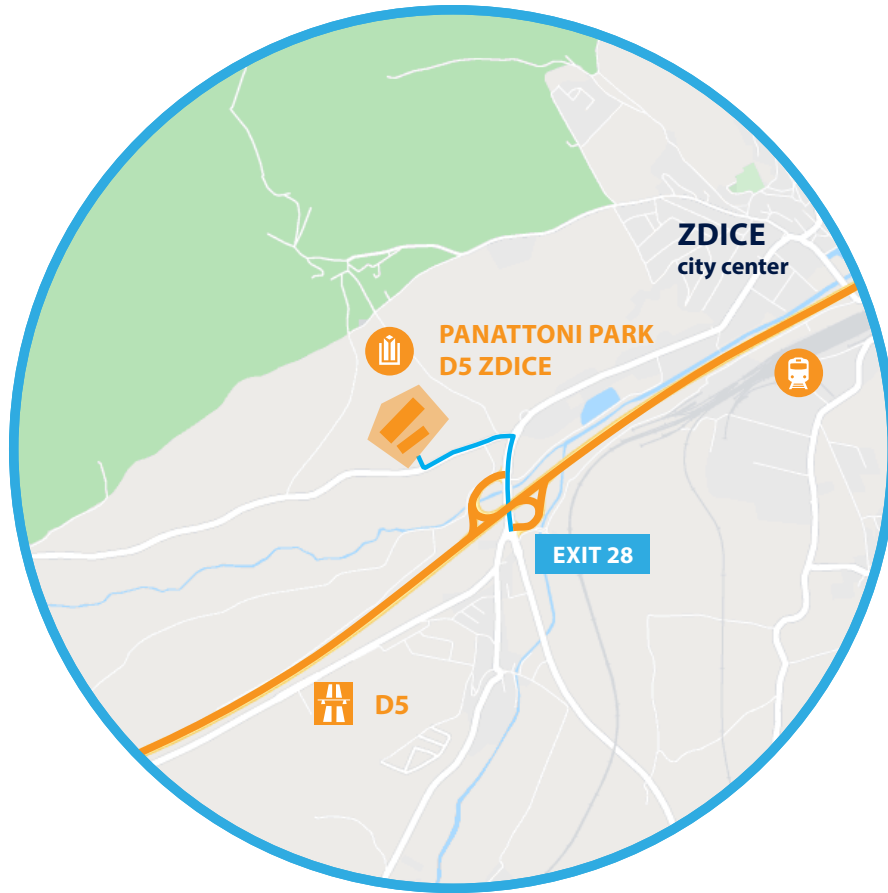 ZDICE
city center
PANATTONI PARK
D5 ZDICE
EXIT 28
D5